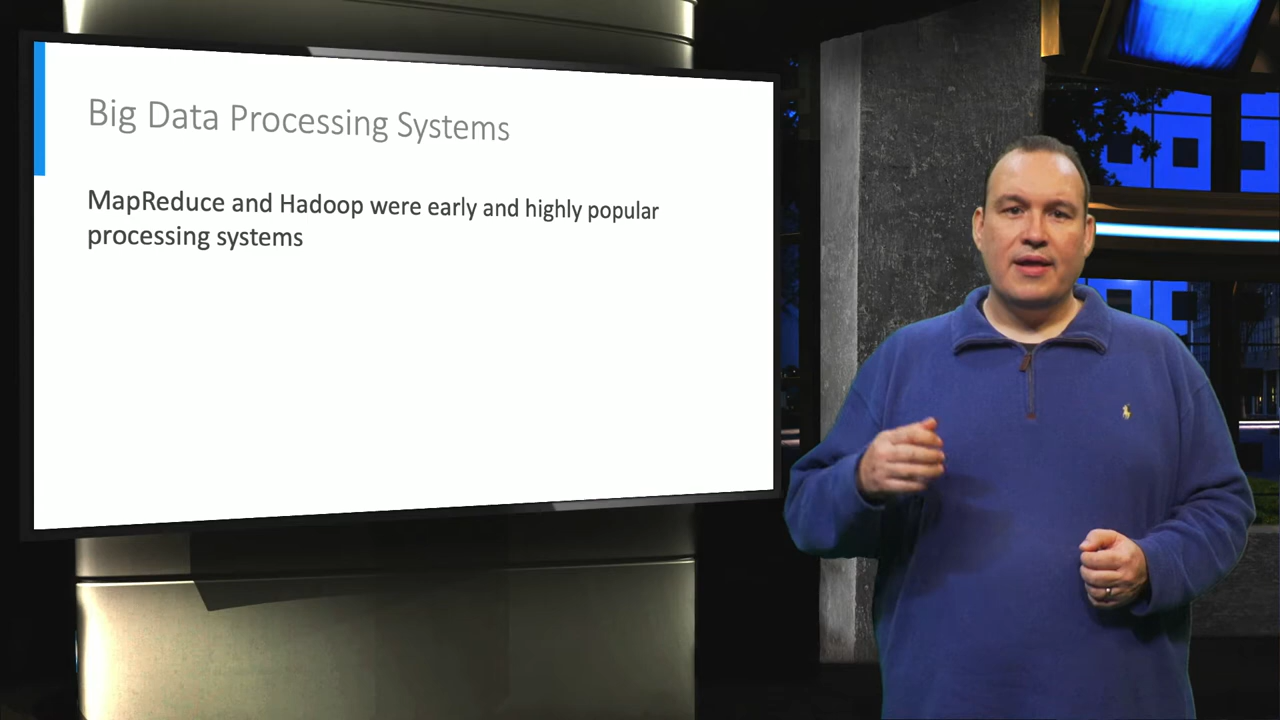 Big Data Processing Systems
MapReduce and Hadoop were early and highly popular
processing systems